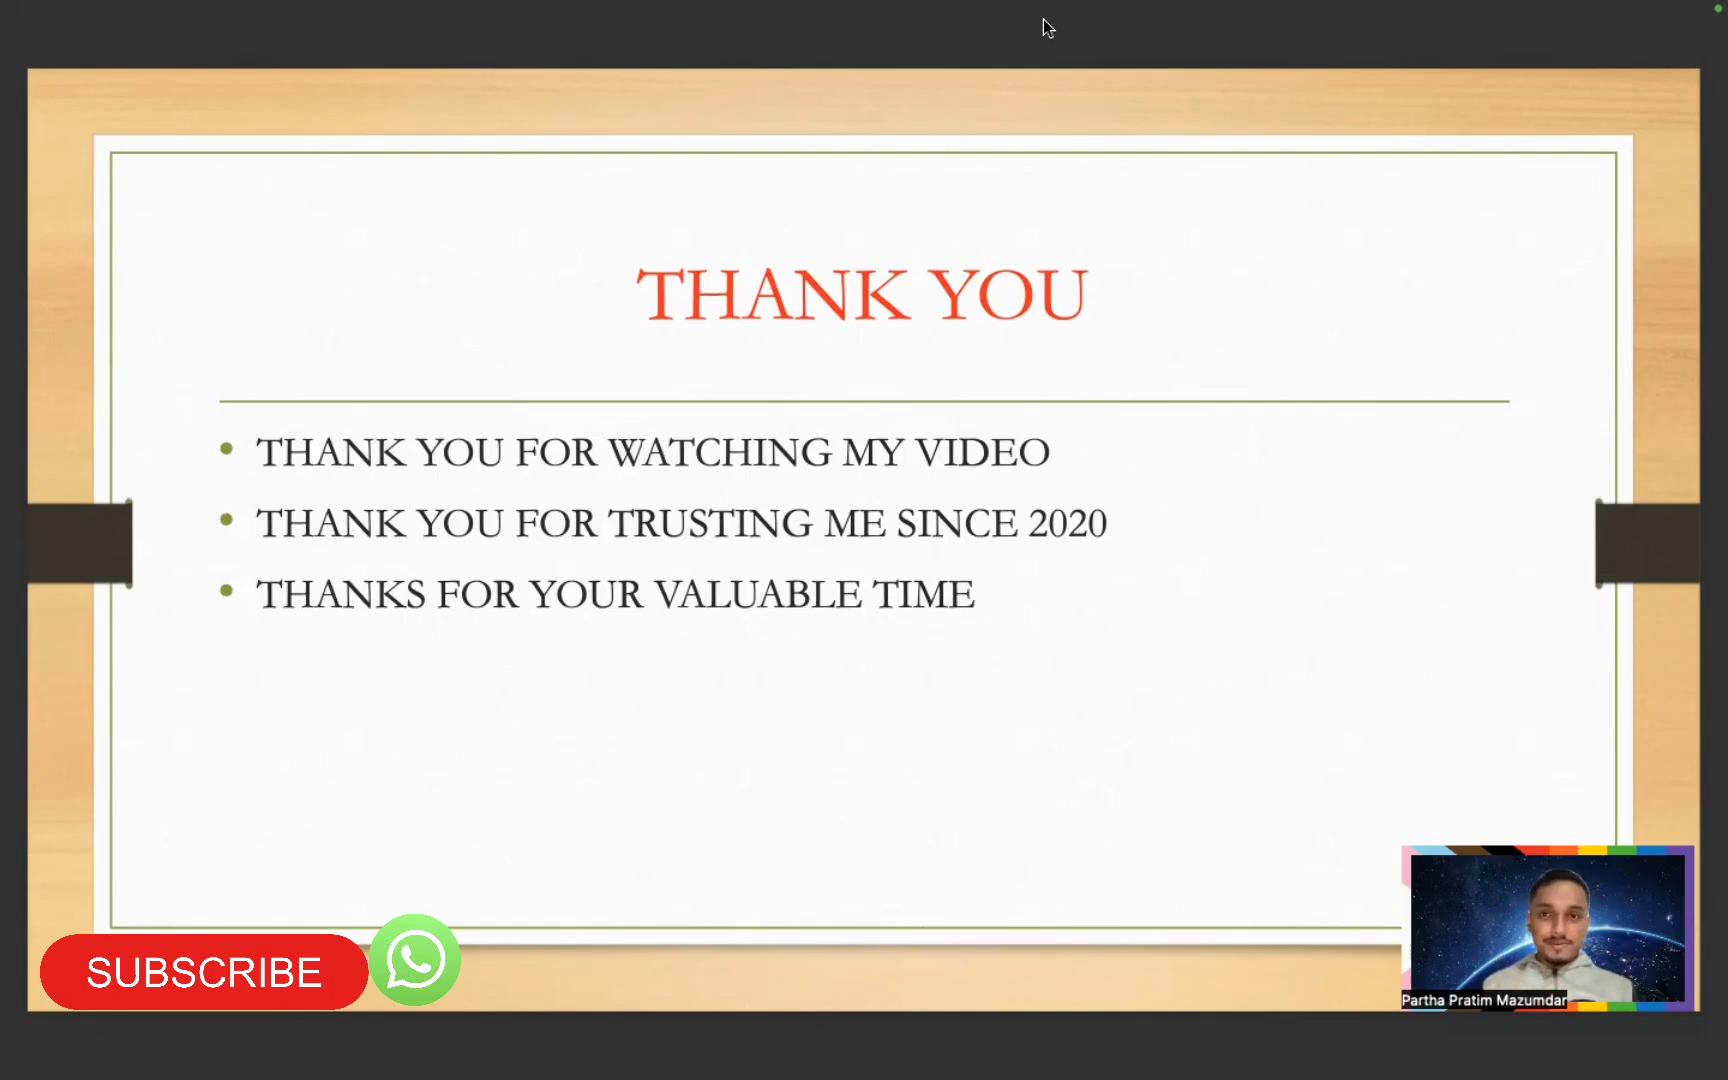 THANK YOU
• THANK YOU FOR WATCHING MY VIDEO
• THANK YOU FOR TRUSTING ME SINCE 2020
• THANKS FOR YOUR VALUABLE TIME
SUBSCRIBE
Partha Pratim Mazumdar